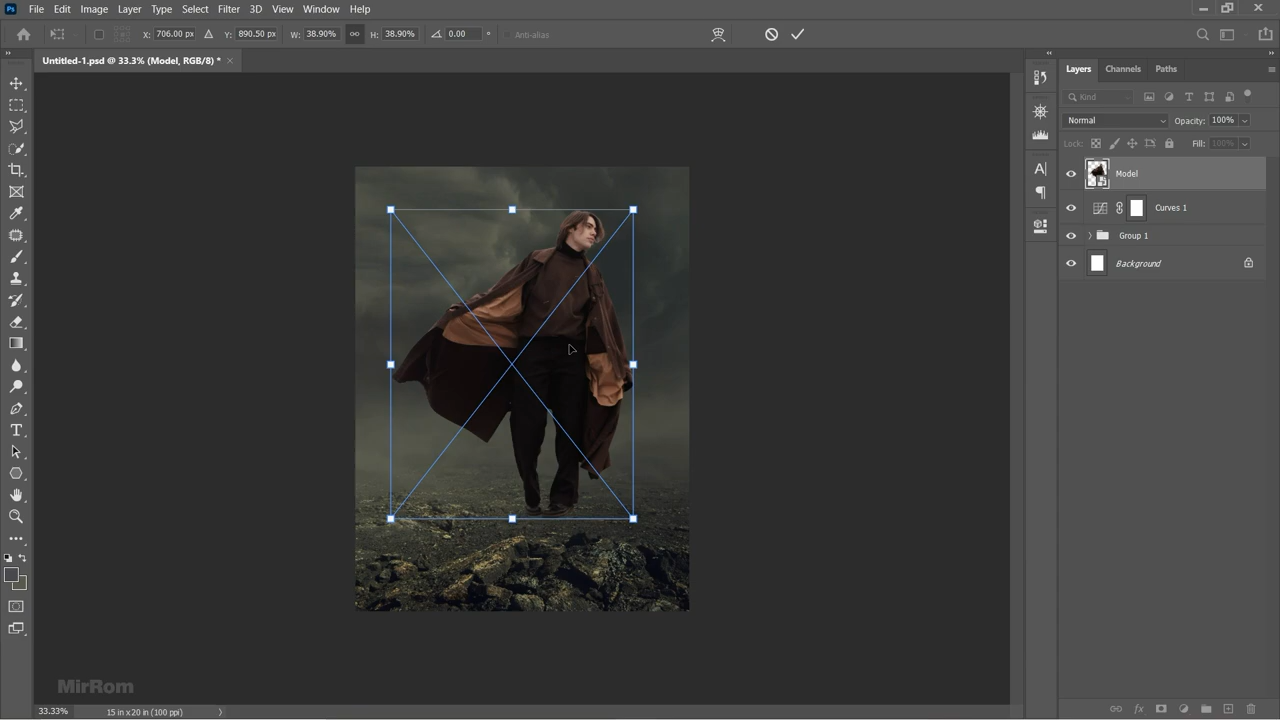 Ps File Edit Image Layer Type Select Filter 3D View Window Help
X: 706.00 px Y: 890.50 px W: 38.90% H: 38.90% 0.00 ° Anti-alias
Untitled-1.psd @ 33.3% (Model, RGB/8) * ×
Layers Channels Paths
Kind
Normal Opacity: 100%
Lock: Fill: 100%
Model
Curves 1
Group 1
Background
MirRom
33.33% 15 in x 20 in (100 ppi)